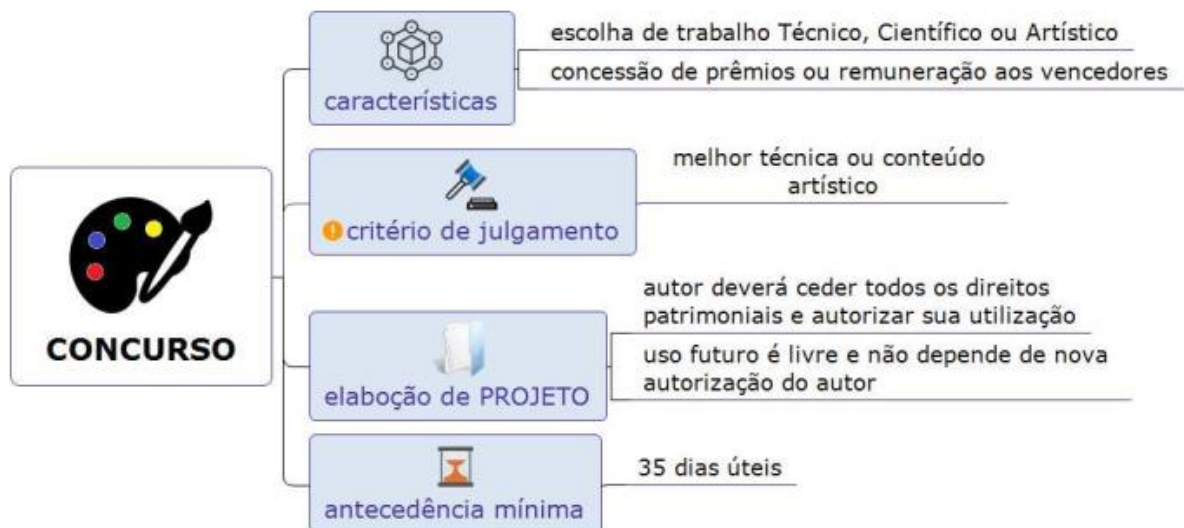 CONCURSO
características
escolha de trabalho Técnico, Científico ou Artístico
concessão de prêmios ou remuneração aos vencedores
critério de julgamento
melhor técnica ou conteúdo
artístico
elaboção de PROJETO
autor deverá ceder todos os direitos
patrimoniais e autorizar sua utilização
uso futuro é livre e não depende de nova
autorização do autor
antecedência mínima
35 dias úteis